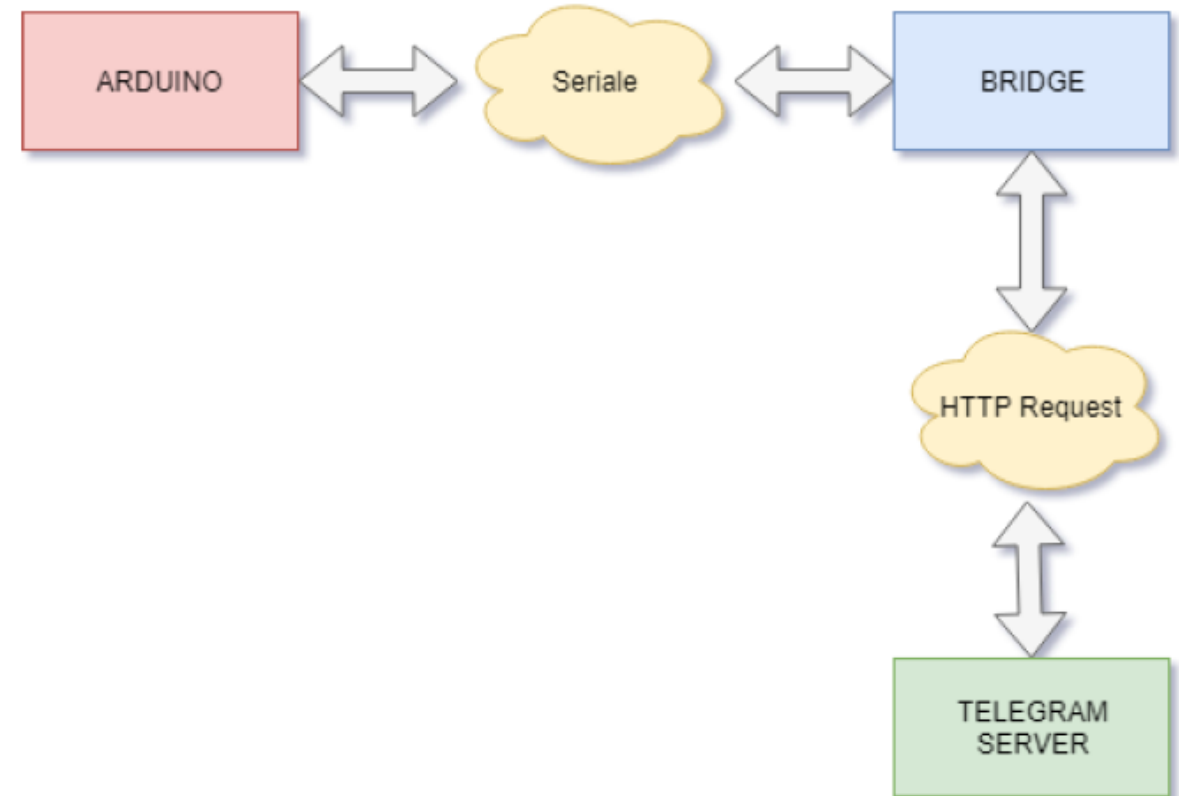 ARDUINO
Seriale
BRIDGE
HTTP Request
TELEGRAM
SERVER